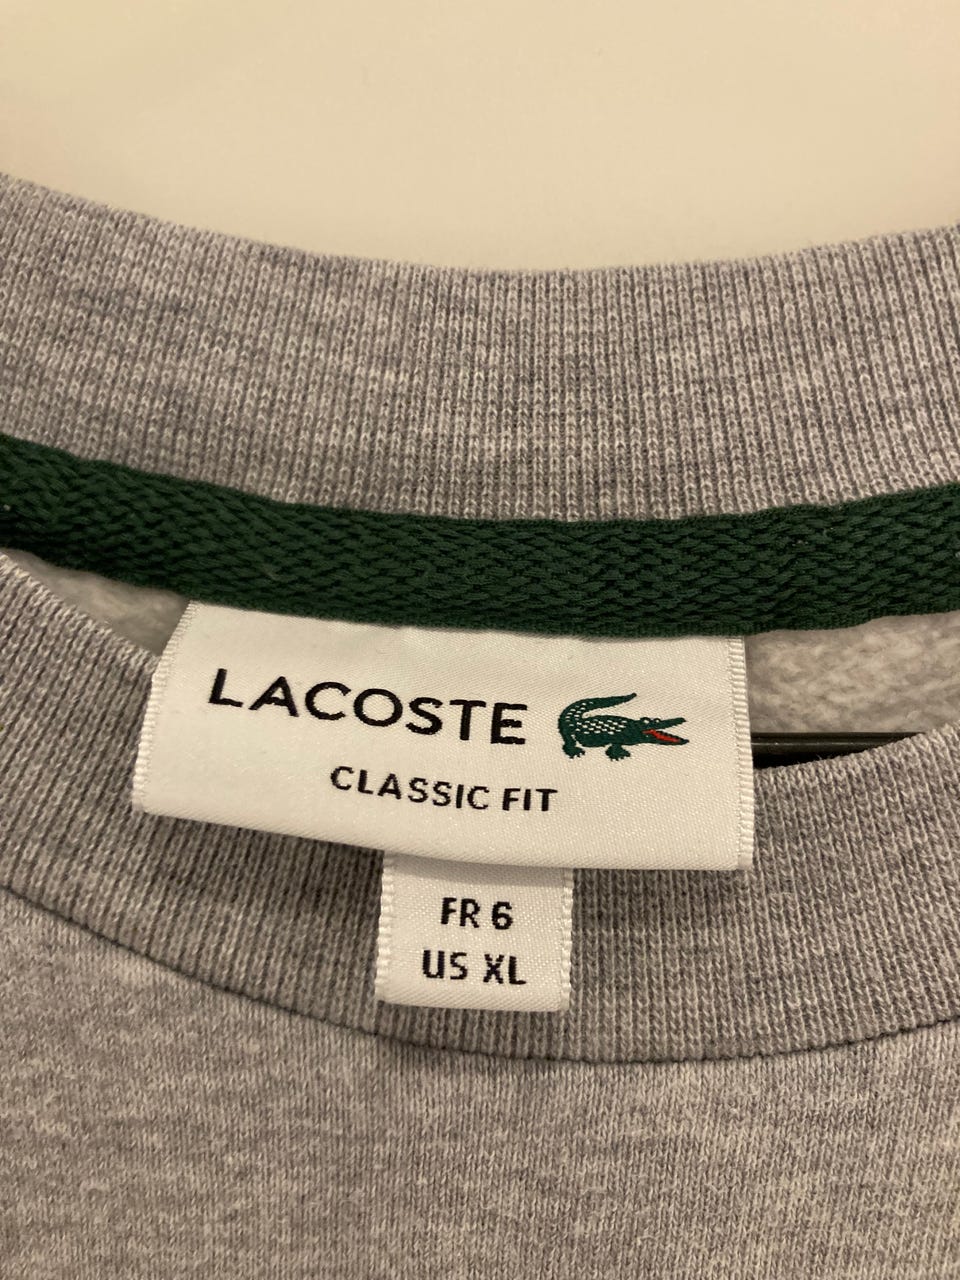 LACOSTE
CLASSIC FIT
FR 6
US XL